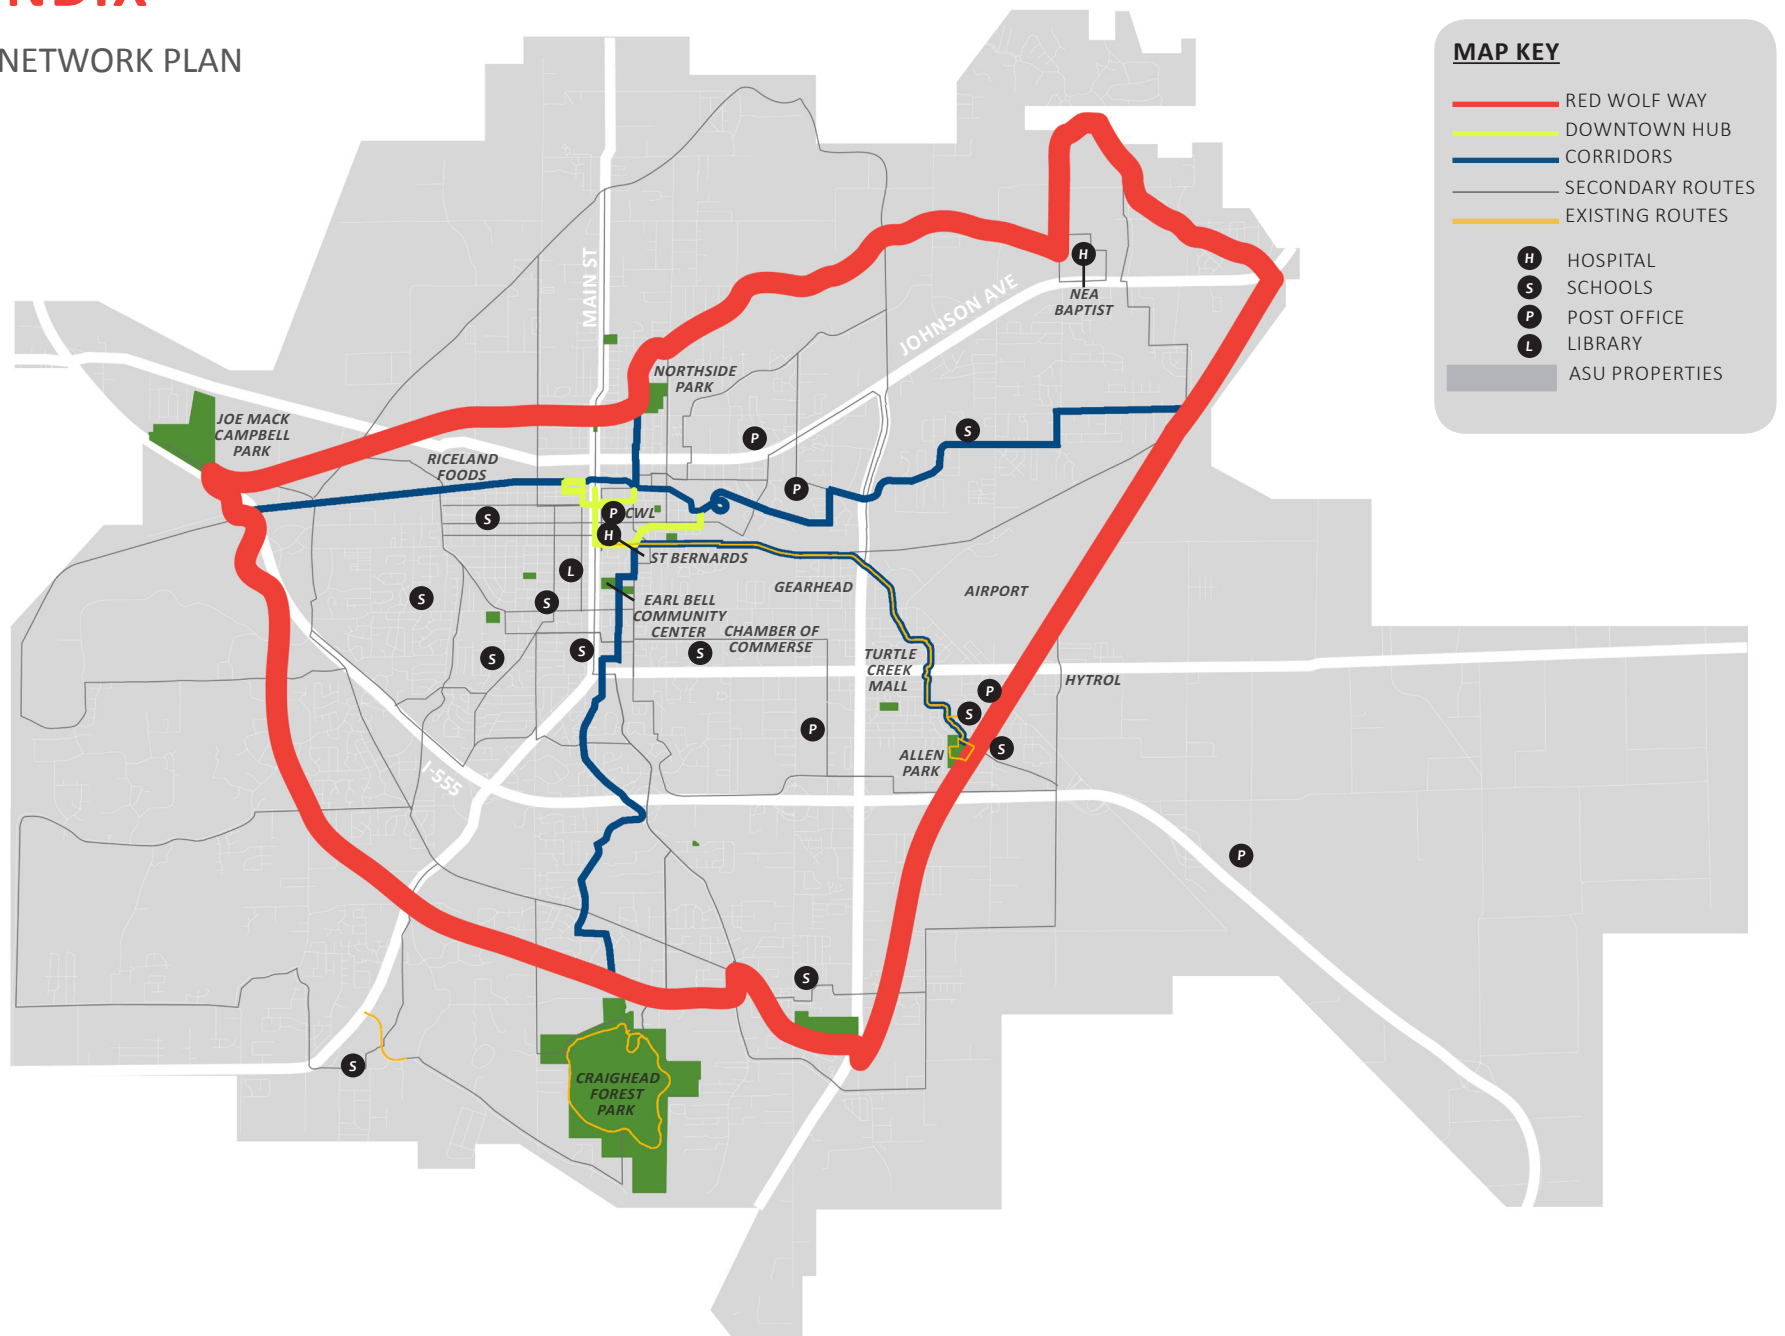 NETWORK PLAN
MAP KEY
RED WOLF WAY
DOWNTOWN HUB
CORRIDORS
SECONDARY ROUTES
EXISTING ROUTES
H HOSPITAL
S SCHOOLS
P POST OFFICE
L LIBRARY
ASU PROPERTIES
MAIN ST
JOHNSON AVE
H
NEA
BAPTIST
NORTHSIDE
PARK
JOE MACK
CAMPBELL
PARK
RICELAND
FOODS
P
S
P
S
P
CWL
H
ST BERNARDS
L
S
S
GEARHEAD
AIRPORT
EARL BELL
COMMUNITY
CENTER
CHAMBER OF
COMMERSE
S
S
S
TURTLE
CREEK
MALL
HYTROL
P
S
P
S
ALLEN
PARK
I-555
P
S
S
CRAIGHEAD
FOREST
PARK